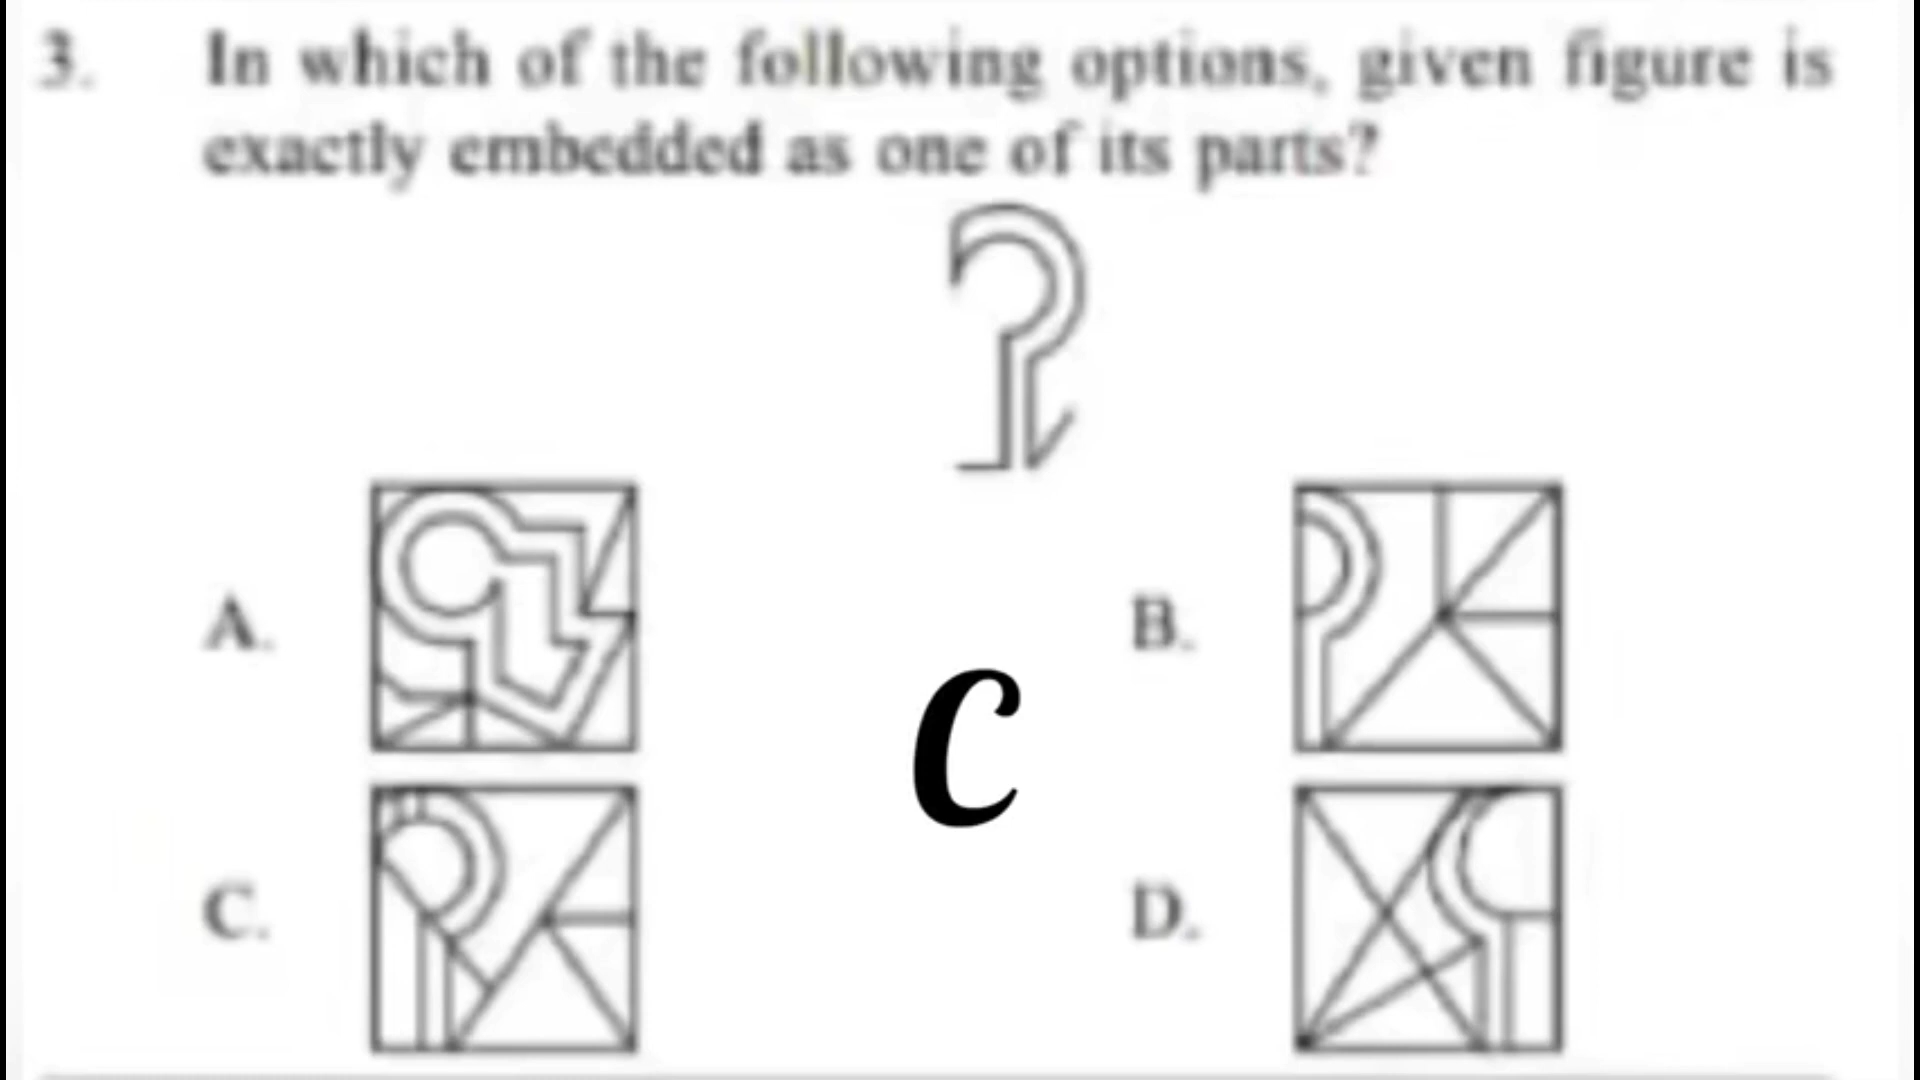 3. In which of the following options, given figure is
exactly embedded as one of its parts?
A.
B.
C
C.
D.